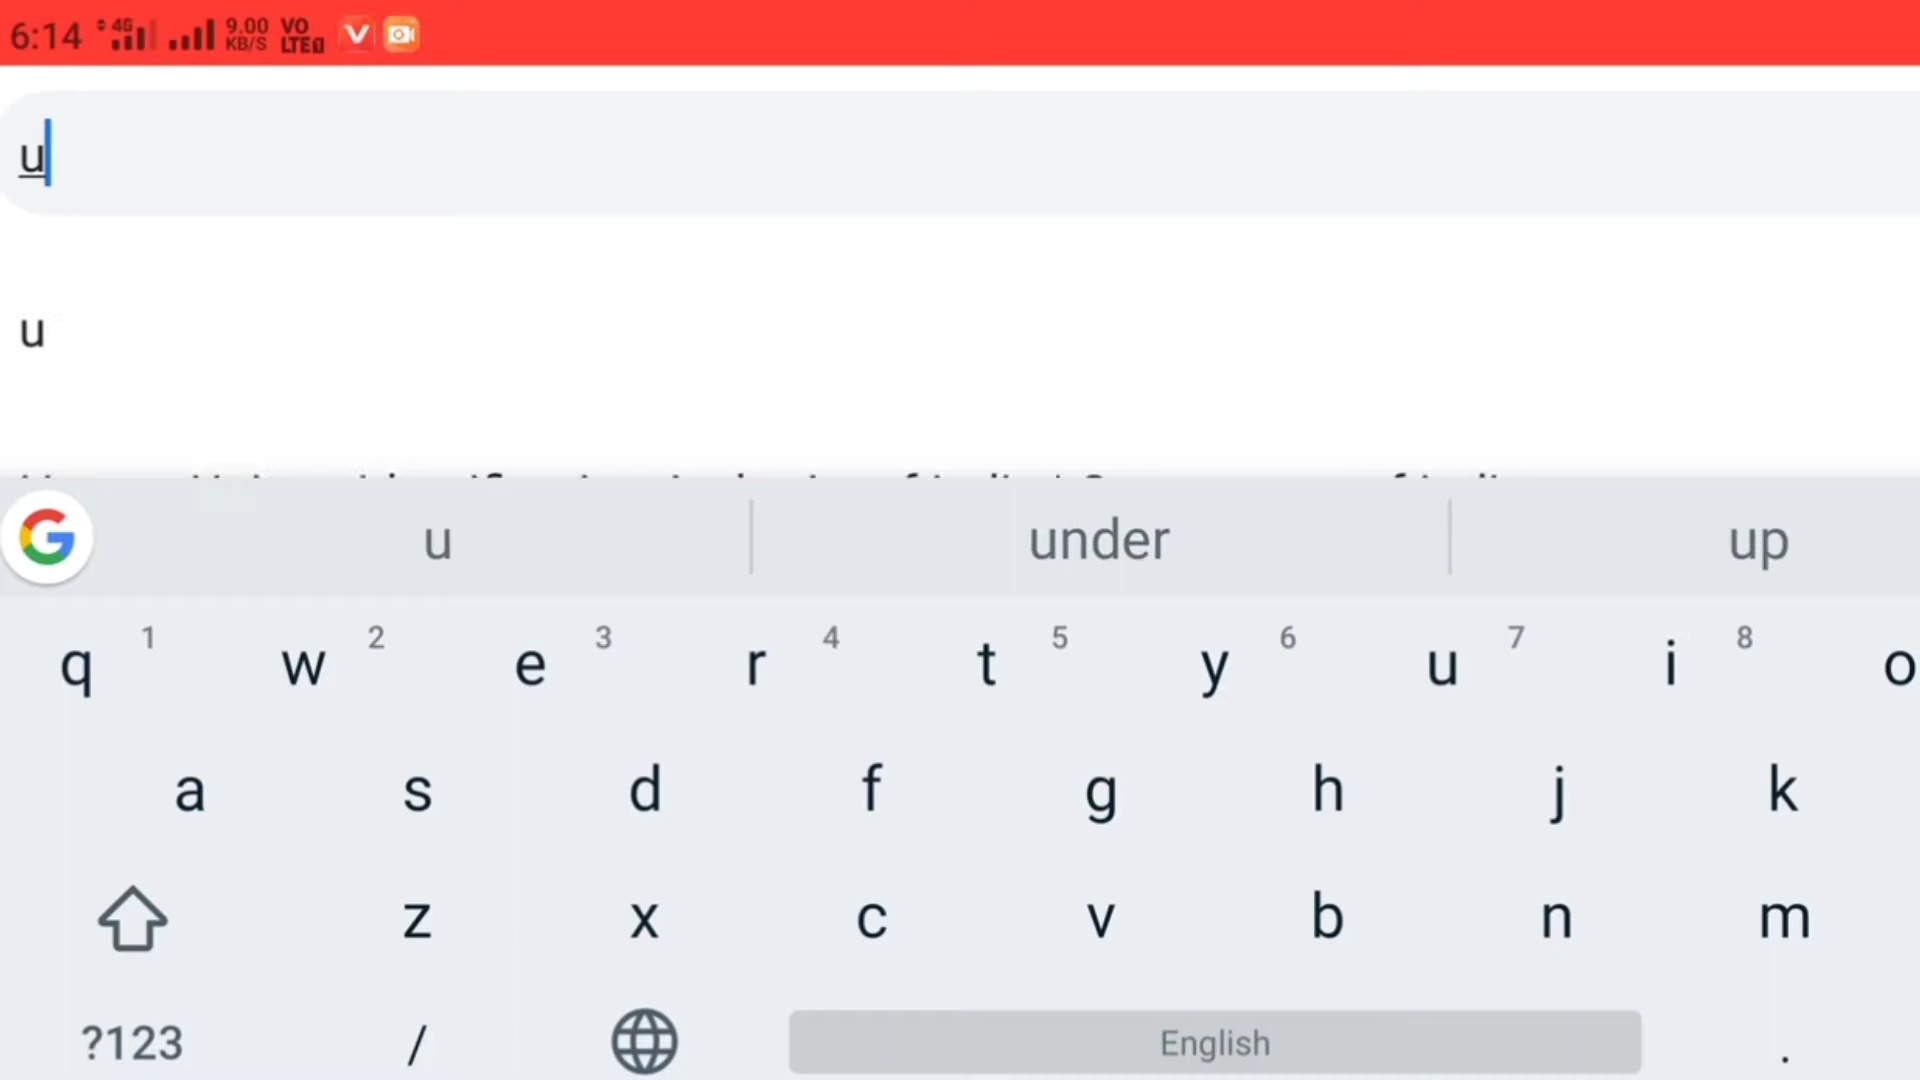 6:14 4G 9.00 KB/S VO LTE
u
u
u under up
q 1 w 2 e 3 r 4 t 5 y 6 u 7 i 8 o
a s d f g h j k
z x c v b n m
?123 / English .